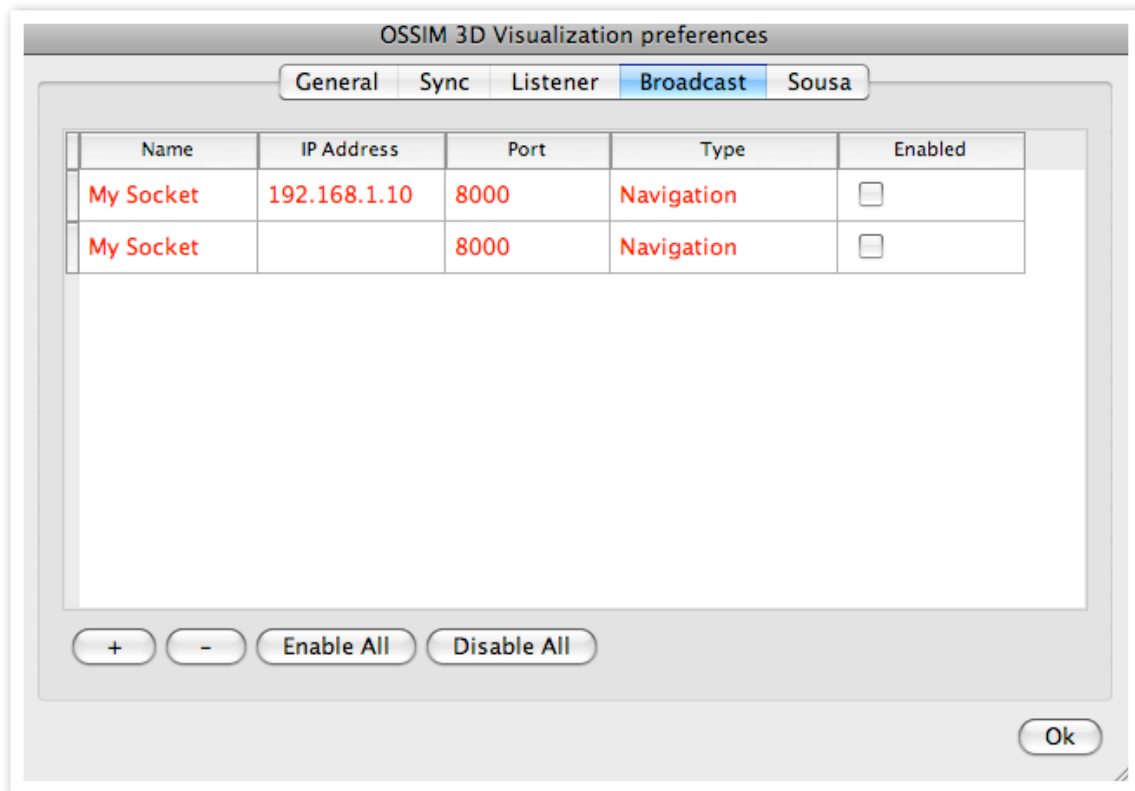 OSSIM 3D Visualization preferences
General Sync Listener Broadcast Sousa
Name IP Address Port Type Enabled
My Socket 192.168.1.10 8000 Navigation
My Socket 8000 Navigation
+ - Enable All Disable All
Ok